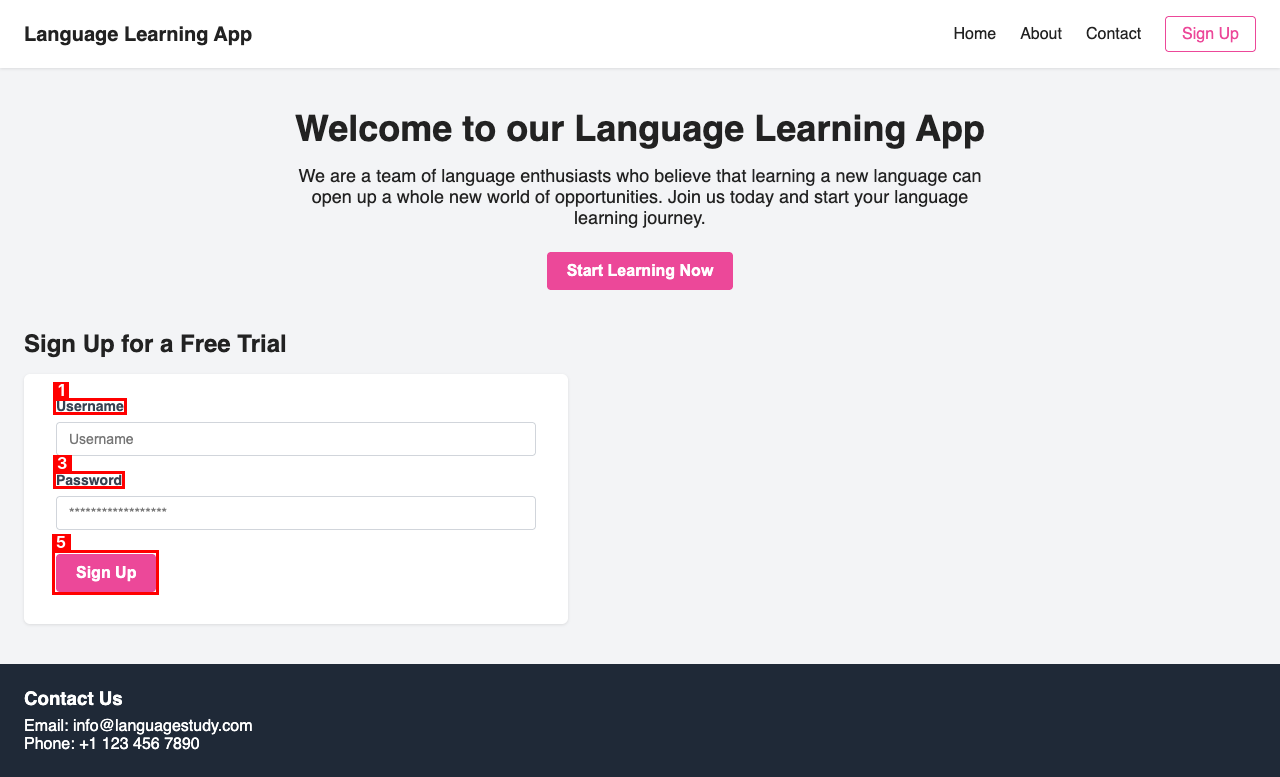 Language Learning App
Home
About
Contact
Sign Up
Welcome to our Language Learning App
We are a team of language enthusiasts who believe that learning a new language can
open up a whole new world of opportunities. Join us today and start your language
learning journey.
Start Learning Now
Sign Up for a Free Trial
1
Username
Username
3
Password
******************
5
Sign Up
Contact Us
Email: info@languagestudy.com
Phone: +1 123 456 7890